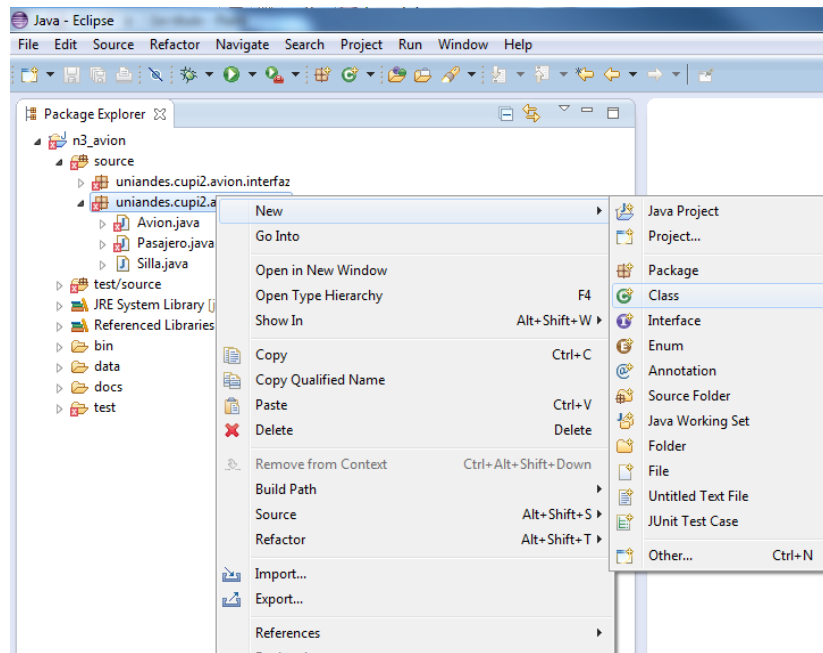 Java - Eclipse
File Edit Source Refactor Navigate Search Project Run Window Help
Package Explorer
n3_avion
source
uniandes.cupi2.avion.interfaz
uniandes.cupi2.a
Avion.java
Pasajero.java
Silla.java
test/source
JRE System Library [j
Referenced Libraries
bin
data
docs
test
New
Go Into
Open in New Window
Open Type Hierarchy F4
Show In Alt+Shift+W
Copy Ctrl+C
Copy Qualified Name
Paste Ctrl+V
Delete Delete
Remove from Context Ctrl+Alt+Shift+Down
Build Path
Source Alt+Shift+S
Refactor Alt+Shift+T
Import...
Export...
References
Java Project
Project...
Package
Class
Interface
Enum
Annotation
Source Folder
Java Working Set
Folder
File
Untitled Text File
JUnit Test Case
Other... Ctrl+N